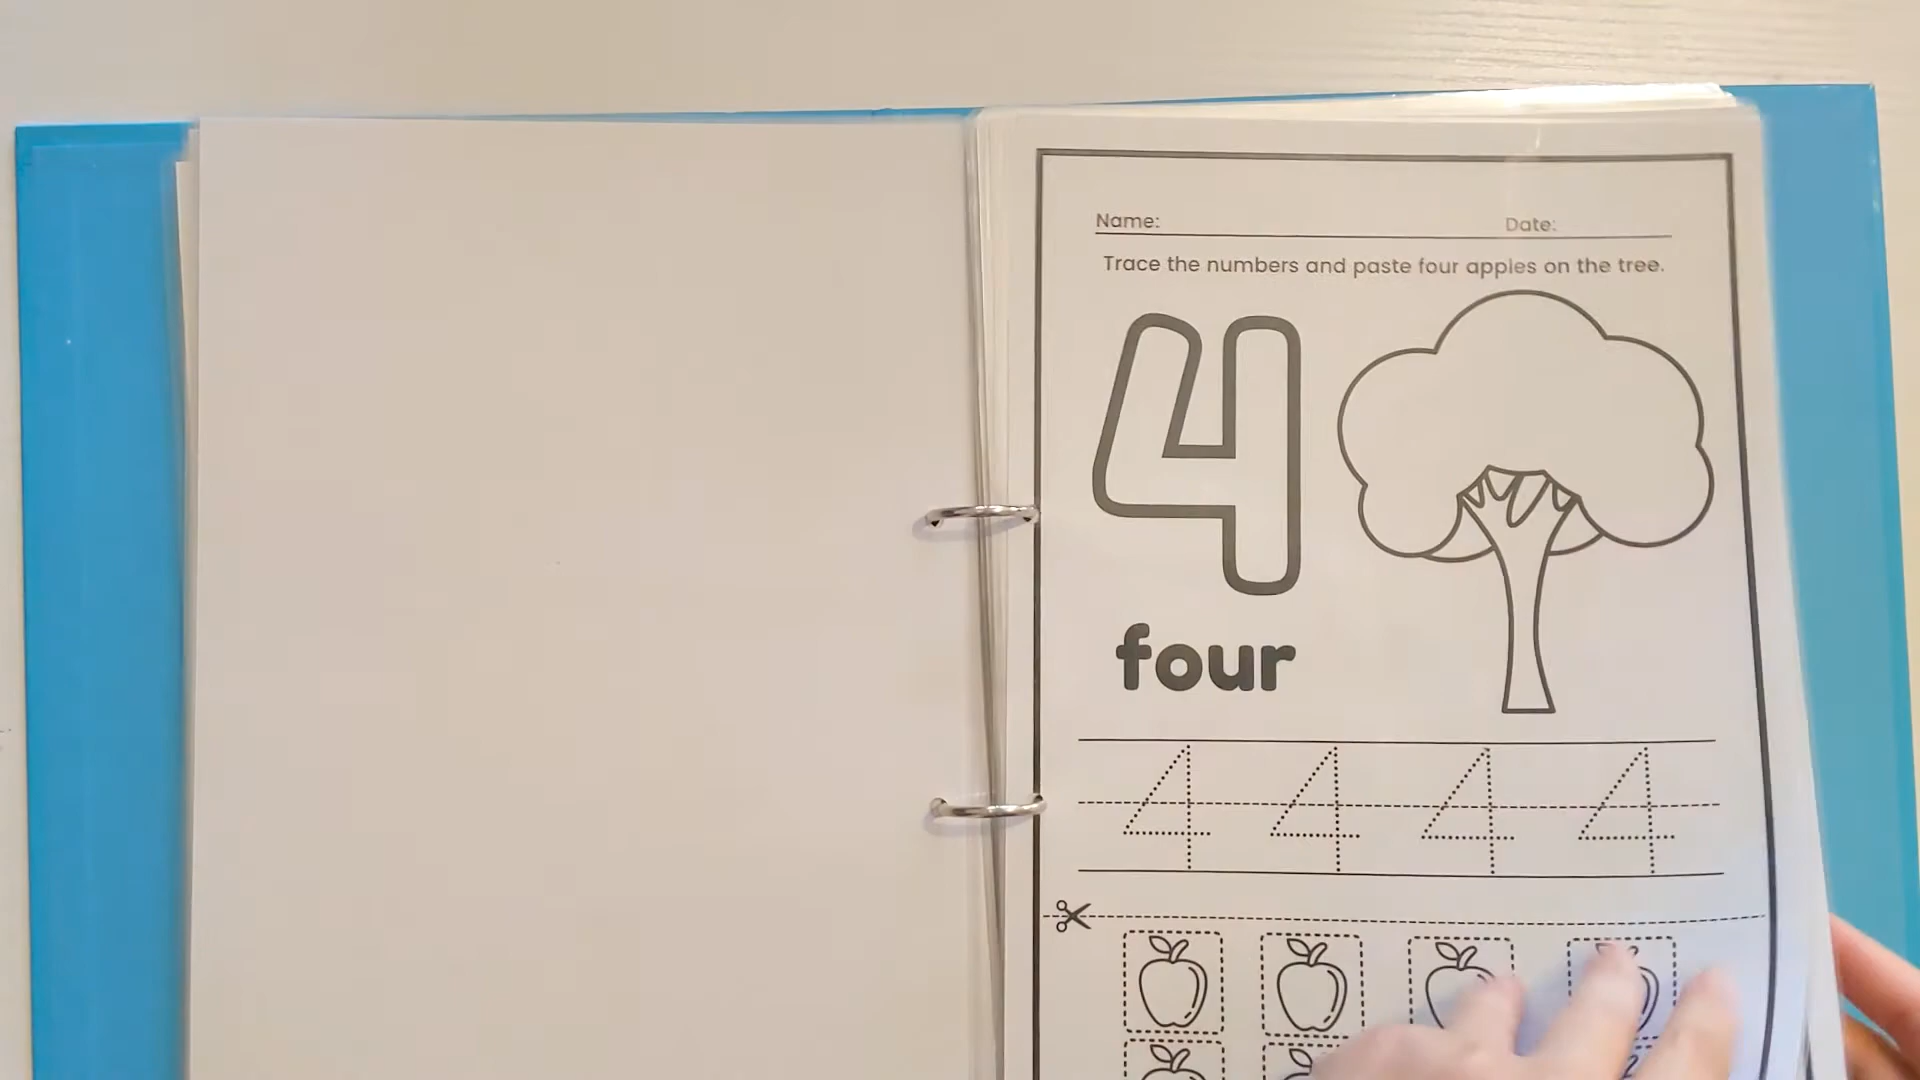 Name: Date:
Trace the numbers and paste four apples on the tree.
4
four
4 4 4 4